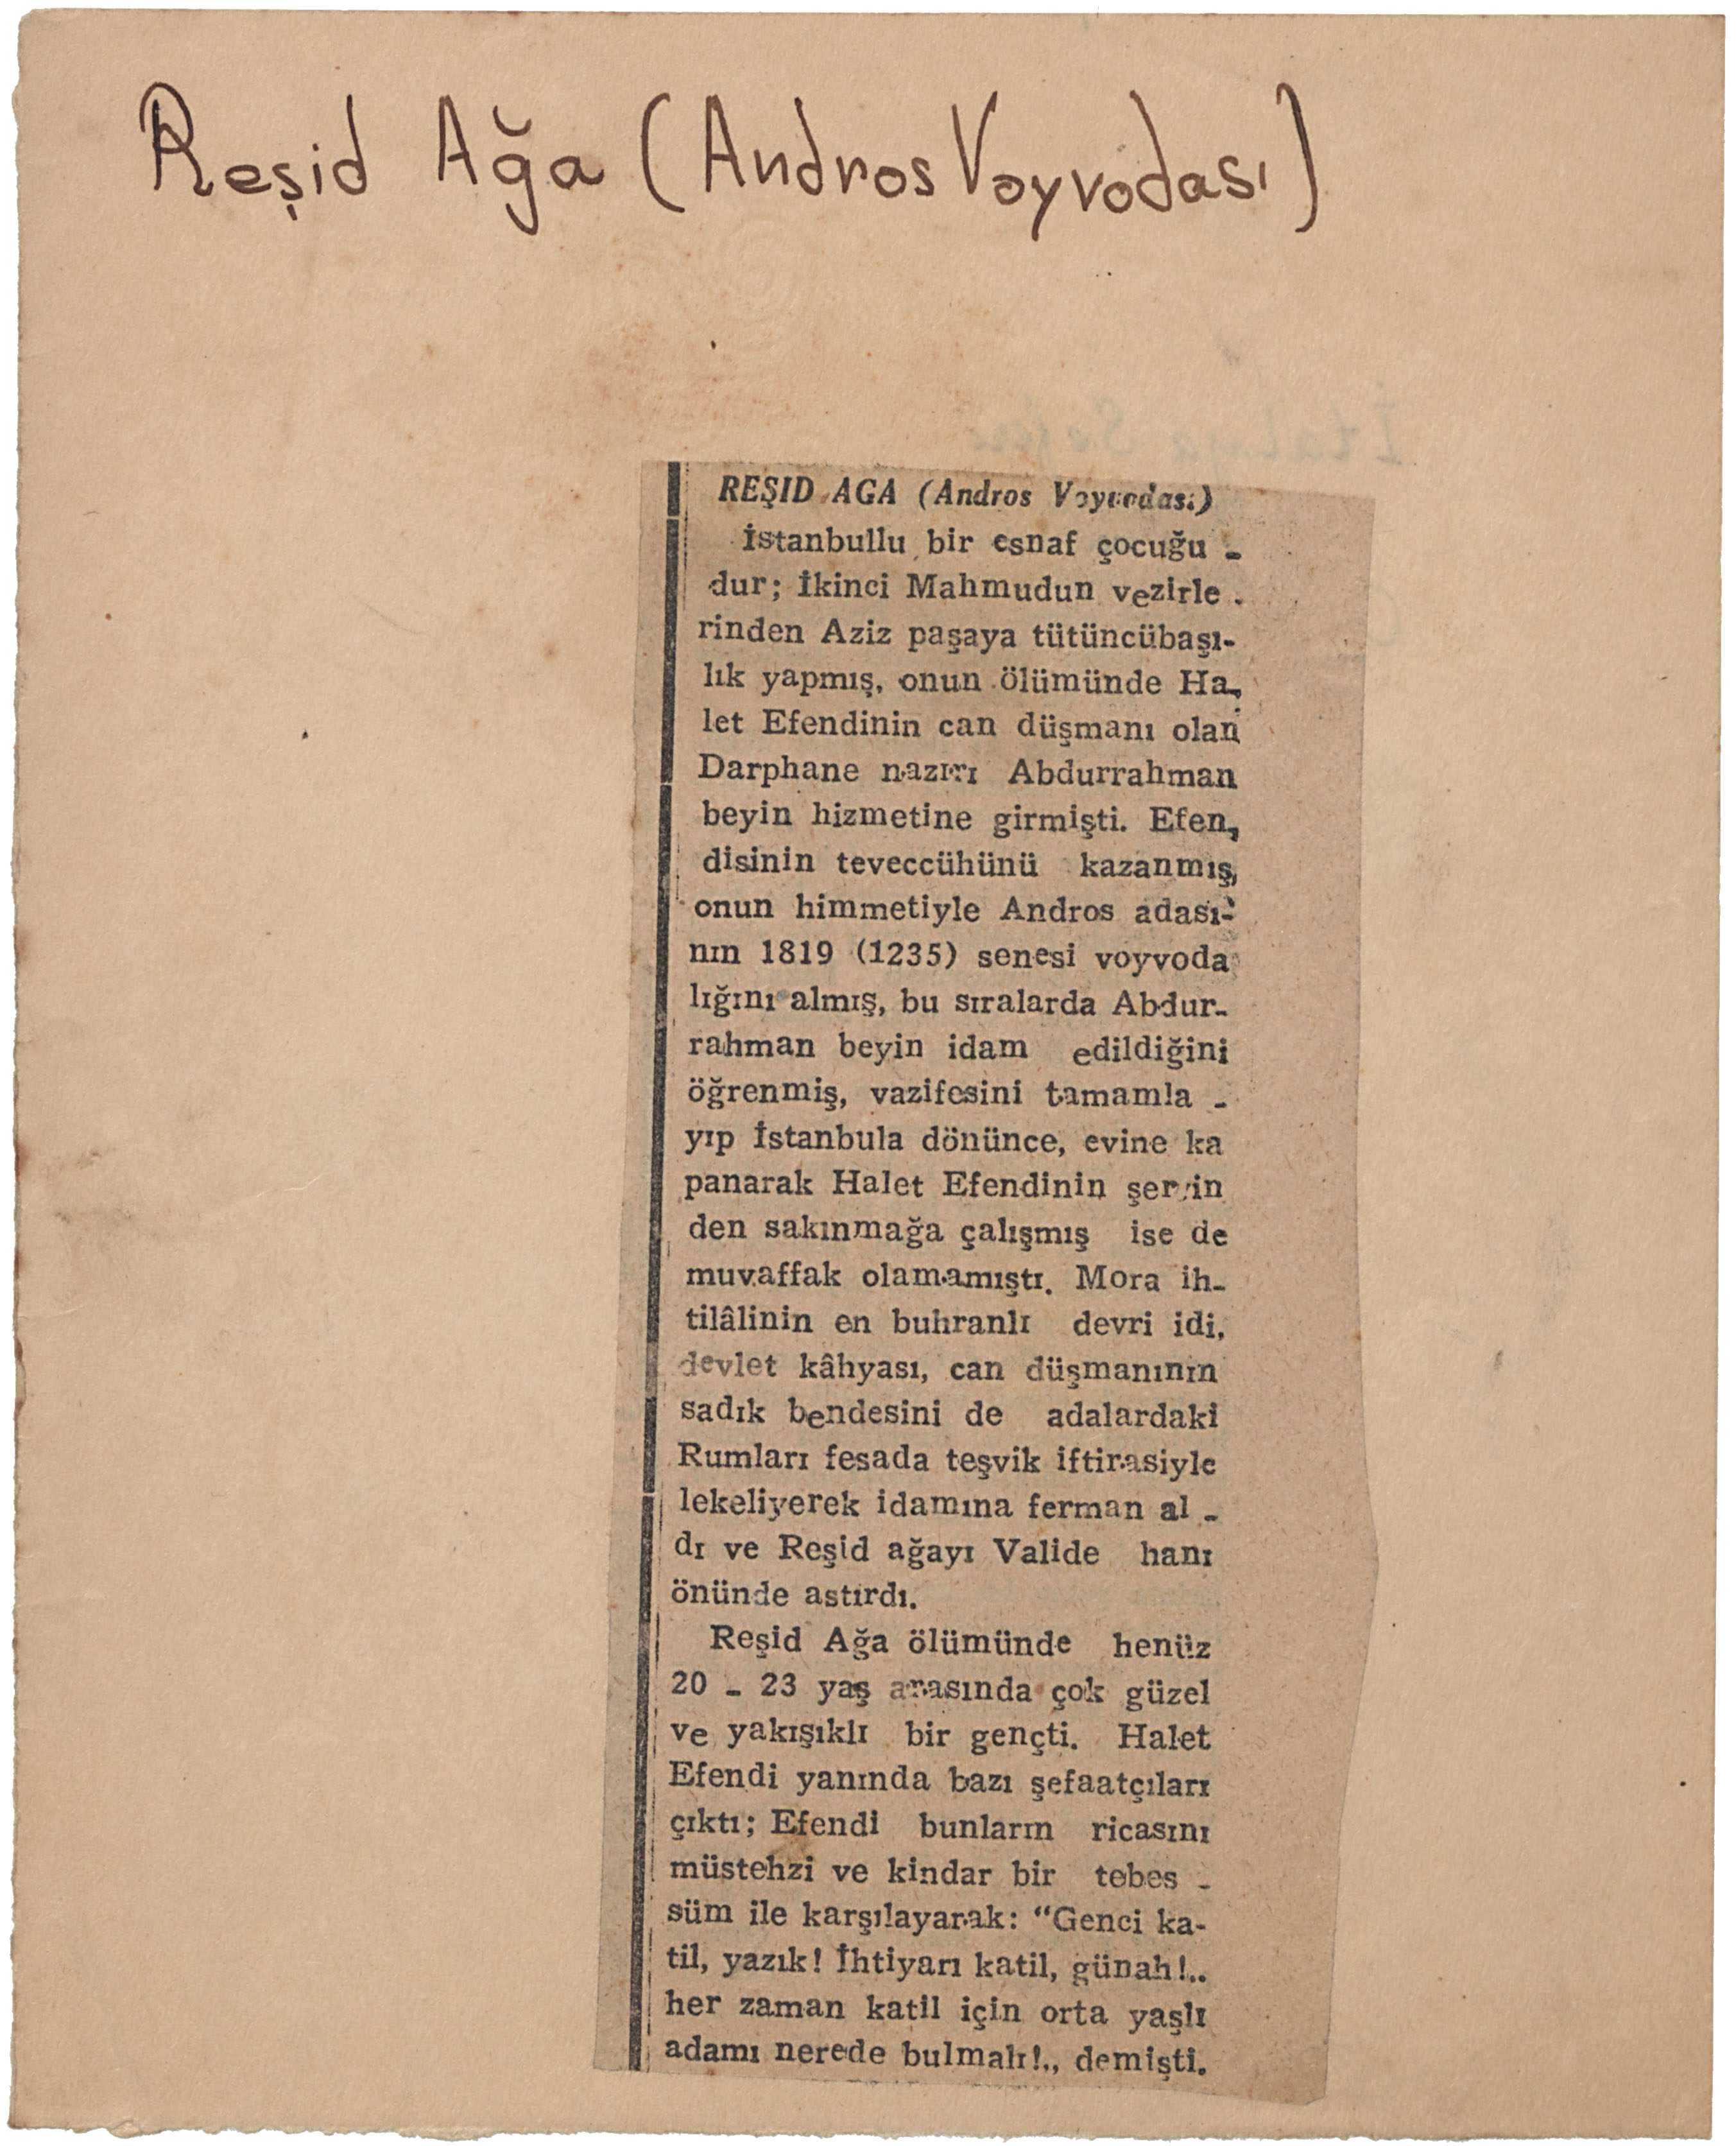 Reşid Ağa (Andros Voyvodası)
REŞID AGA (Andros Voyvodası)
İstanbullu bir esnaf çocuğu -
dur; İkinci Mahmudun vezirle -
rinden Aziz paşaya tütüncübaşı-
lık yapmış, onun ölümünde Ha-
let Efendinin can düşmanı olan
Darphane nazırı Abdurrahman
beyin hizmetine girmişti. Efen-
disinin teveccühünü kazanmış,
onun himmetiyle Andros adası-
nın 1819 (1235) senesi voyvoda
lığını almış, bu sıralarda Abdur-
rahman beyin idam edildiğini
öğrenmiş, vazifesini tamamla -
yıp İstanbula dönünce, evine ka
panarak Halet Efendinin şerrin
den sakınmağa çalışmış ise de
muvaffak olamamıştı. Mora ih-
tilâlinin en buhranlı devri idi,
devlet kâhyası, can düşmanının
sadık bendesini de adalardaki
Rumları fesada teşvik iftirasiyle
lekeliyerek idamına ferman al -
dı ve Reşid ağayı Valide hanı
önünde astırdı.
Reşid Ağa ölümünde henüz
20 - 23 yaş arasında çok güzel
ve yakışıklı bir gençti. Halet
Efendi yanında bazı şefaatçıları
çıktı; Efendi bunların ricasını
müstehzi ve kindar bir tebes -
süm ile karşılayarak: “Genci ka-
til, yazık! İhtiyarı katil, günah!..
her zaman katil için orta yaşlı
adamı nerede bulmalı!,, demişti.